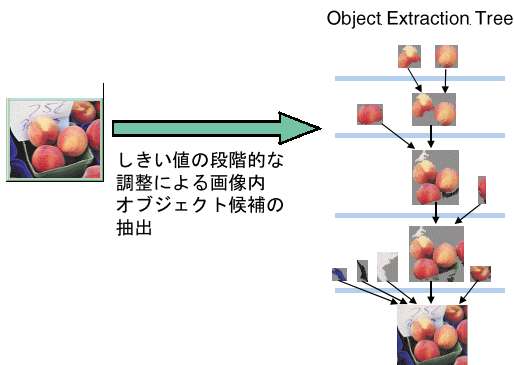 Object Extraction Tree
しきい値の段階的な
調整による画像内
オブジェクト候補の
抽出